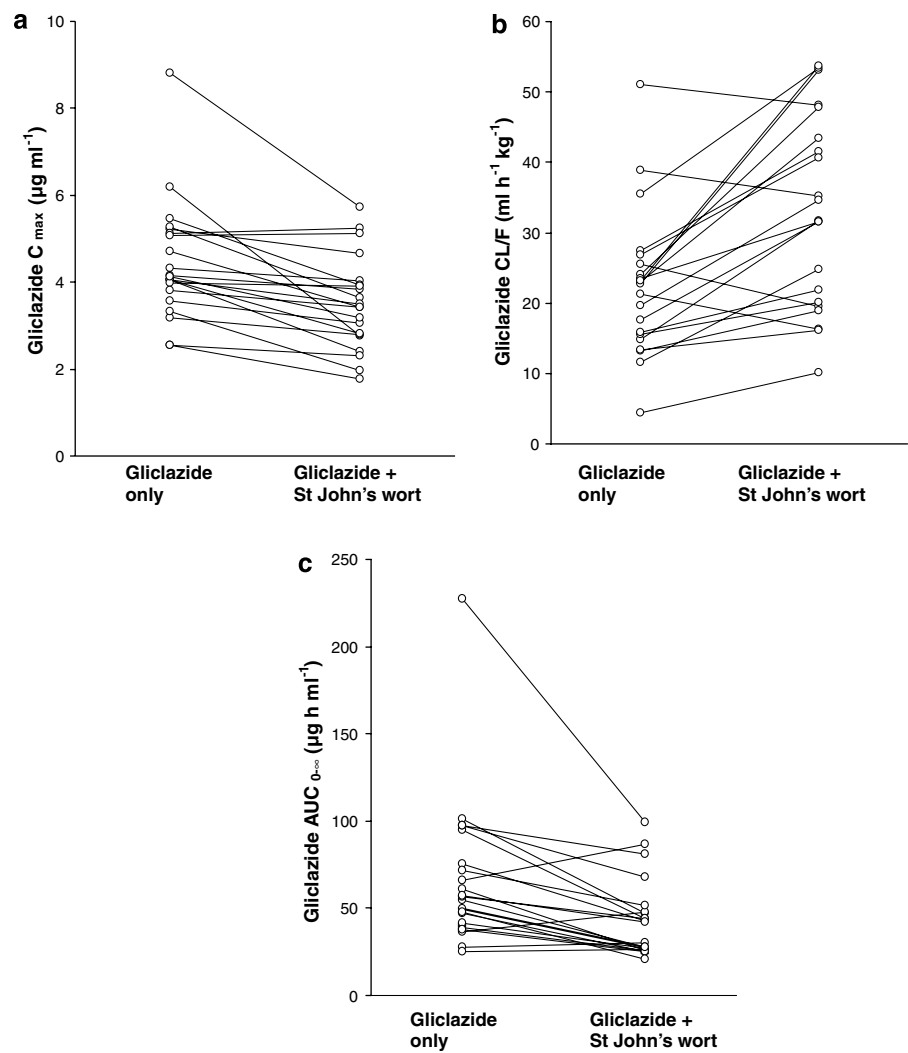 a
10
8
6
4
2
0
Gliclazide C max (µg ml-1)
Gliclazide only
Gliclazide + St John's wort
b
60
50
40
30
20
10
0
Gliclazide CL/F (ml h-1 kg-1)
Gliclazide only
Gliclazide + St John's wort
c
250
200
150
100
50
0
Gliclazide AUC 0-∞ (µg h ml-1)
Gliclazide
only
Gliclazide +
St John's wort